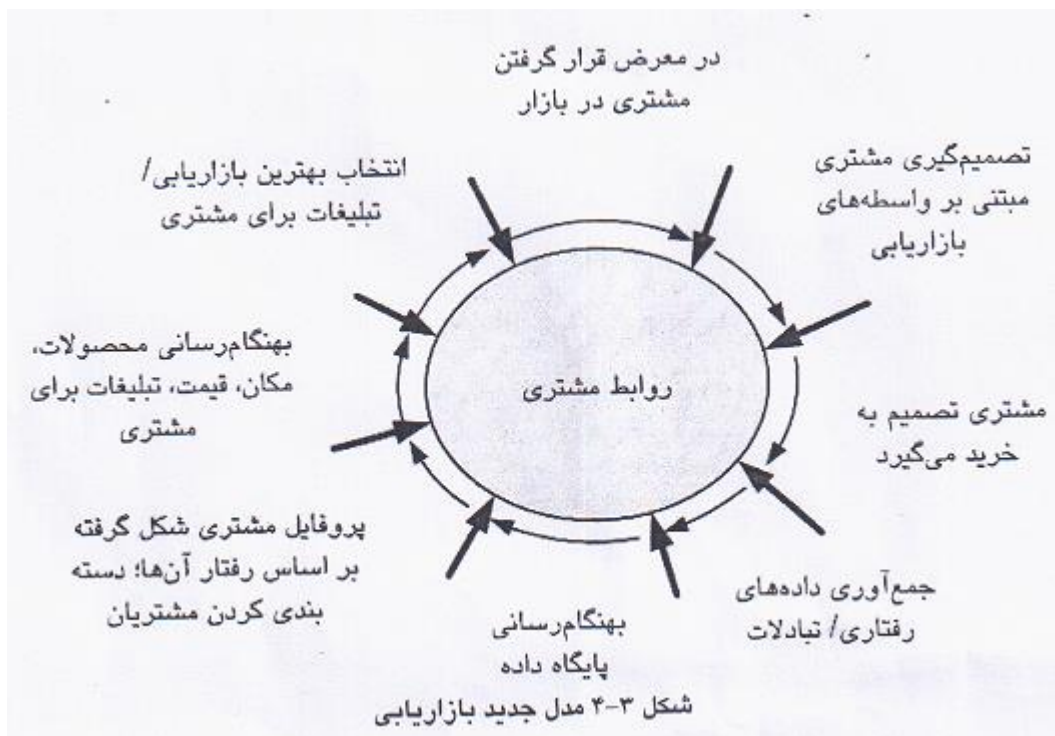 در معرض قرار گرفتن
مشتری در بازار
تصمیم‌گیری مشتری
مبتنی بر واسطه‌های
بازاریابی
مشتری تصمیم به
خرید می‌گیرد
جمع‌آوری داده‌های
رفتاری/ تبادلات
بهنگام‌رسانی
پایگاه داده
پروفایل مشتری شکل گرفته
بر اساس رفتار آن‌ها؛ دسته
بندی کردن مشتریان
بهنگام‌رسانی محصولات،
مکان، قیمت، تبلیغات برای
مشتری
انتخاب بهترین بازاریابی/
تبلیغات برای مشتری
روابط مشتری
شکل ۳-۴ مدل جدید بازاریابی